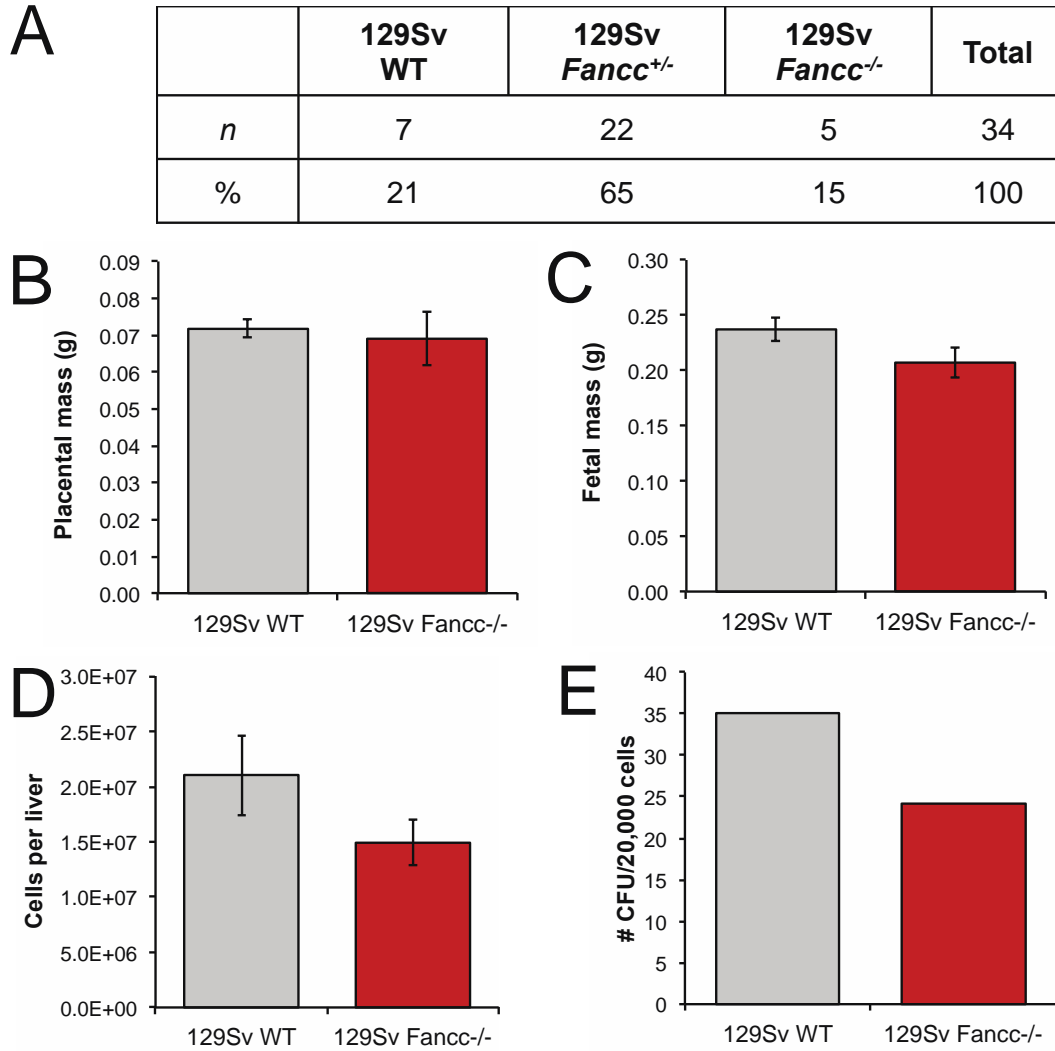 A
129Sv WT
129Sv Fancc+/-
129Sv Fancc-/-
Total
n 7 22 5 34
% 21 65 15 100
B
Placental mass (g)
0.09
0.08
0.07
0.06
0.05
0.04
0.03
0.02
0.01
0.00
129Sv WT 129Sv Fancc-/-
C
Fetal mass (g)
0.30
0.25
0.20
0.15
0.10
0.05
0.00
129Sv WT 129Sv Fancc-/-
D
Cells per liver
3.0E+07
2.5E+07
2.0E+07
1.5E+07
1.0E+07
5.0E+06
0.0E+00
129Sv WT 129Sv Fancc-/-
E
# CFU/20,000 cells
40
35
30
25
20
15
10
5
0
129Sv WT 129Sv Fancc-/-